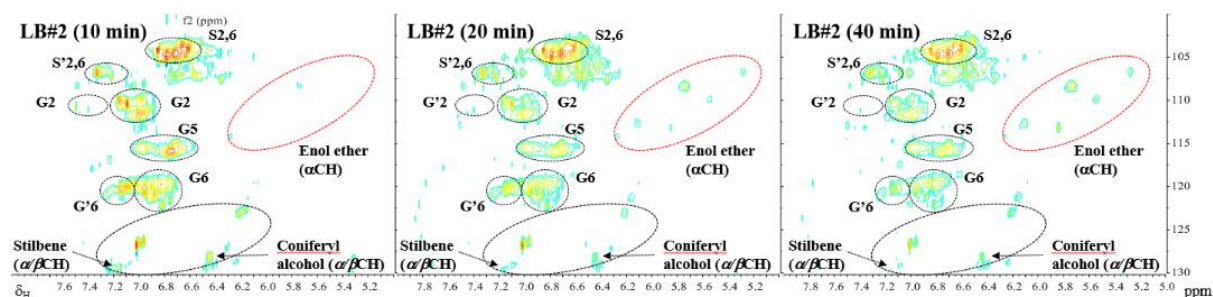 f2 (ppm)
LB#2 (10 min)
S2,6
S'2,6
G2
G2
G5
Enol ether
(αCH)
G6
G'6
Stilbene
(α/βCH)
Coniferyl
alcohol (α/βCH)
δH
7.6 7.4 7.2 7.0 6.8 6.6 6.4 6.2 6.0 5.8 5.6 5.4 5.2
LB#2 (20 min)
S2,6
S'2,6
G'2
G2
G5
Enol ether
(αCH)
G6
G'6
Stilbene
(α/βCH)
Coniferyl
alcohol (α/βCH)
7.6 7.4 7.2 7.0 6.8 6.6 6.4 6.2 6.0 5.8 5.6 5.4 5.2
LB#2 (40 min)
S2,6
S'2,6
G'2
G2
G5
Enol ether
(αCH)
G6
G'6
Stilbene
(α/βCH)
Coniferyl
alcohol (α/βCH)
7.6 7.4 7.2 7.0 6.8 6.6 6.4 6.2 6.0 5.8 5.6 5.4 5.2 5.0
ppm
105
110
115
120
125
130